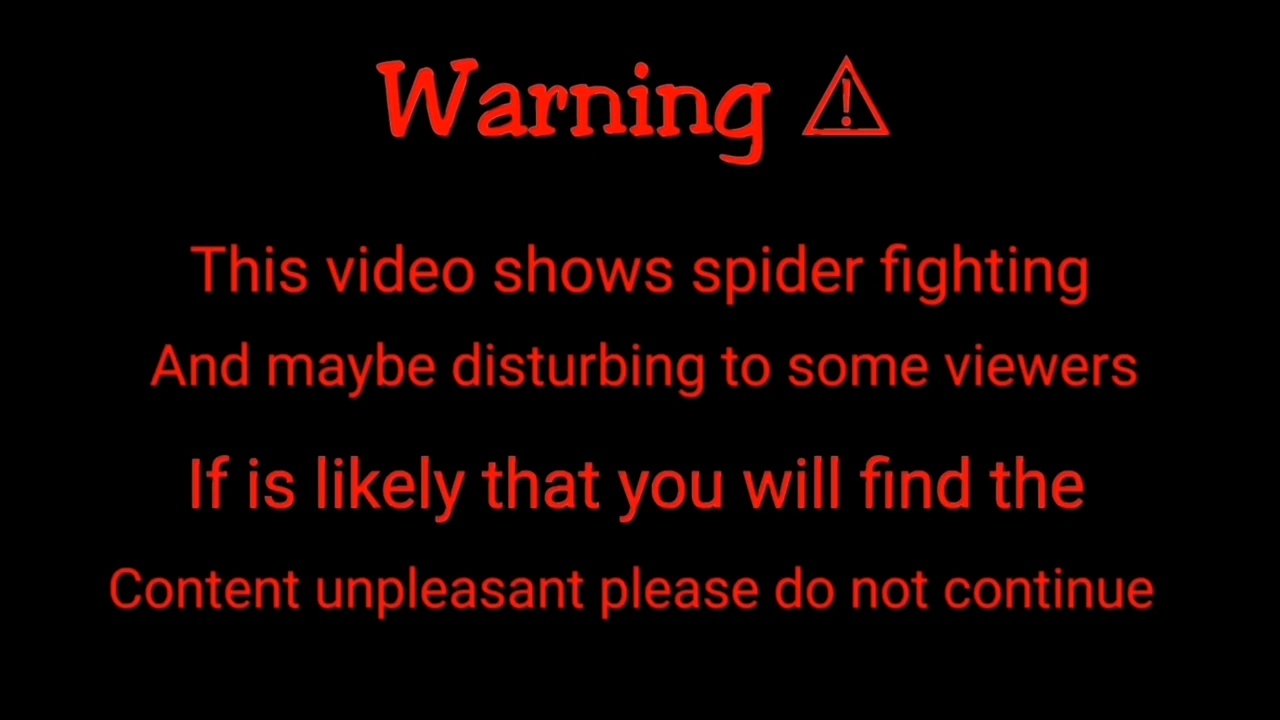 Warning ⚠
This video shows spider fighting
And maybe disturbing to some viewers
If is likely that you will find the
Content unpleasant please do not continue